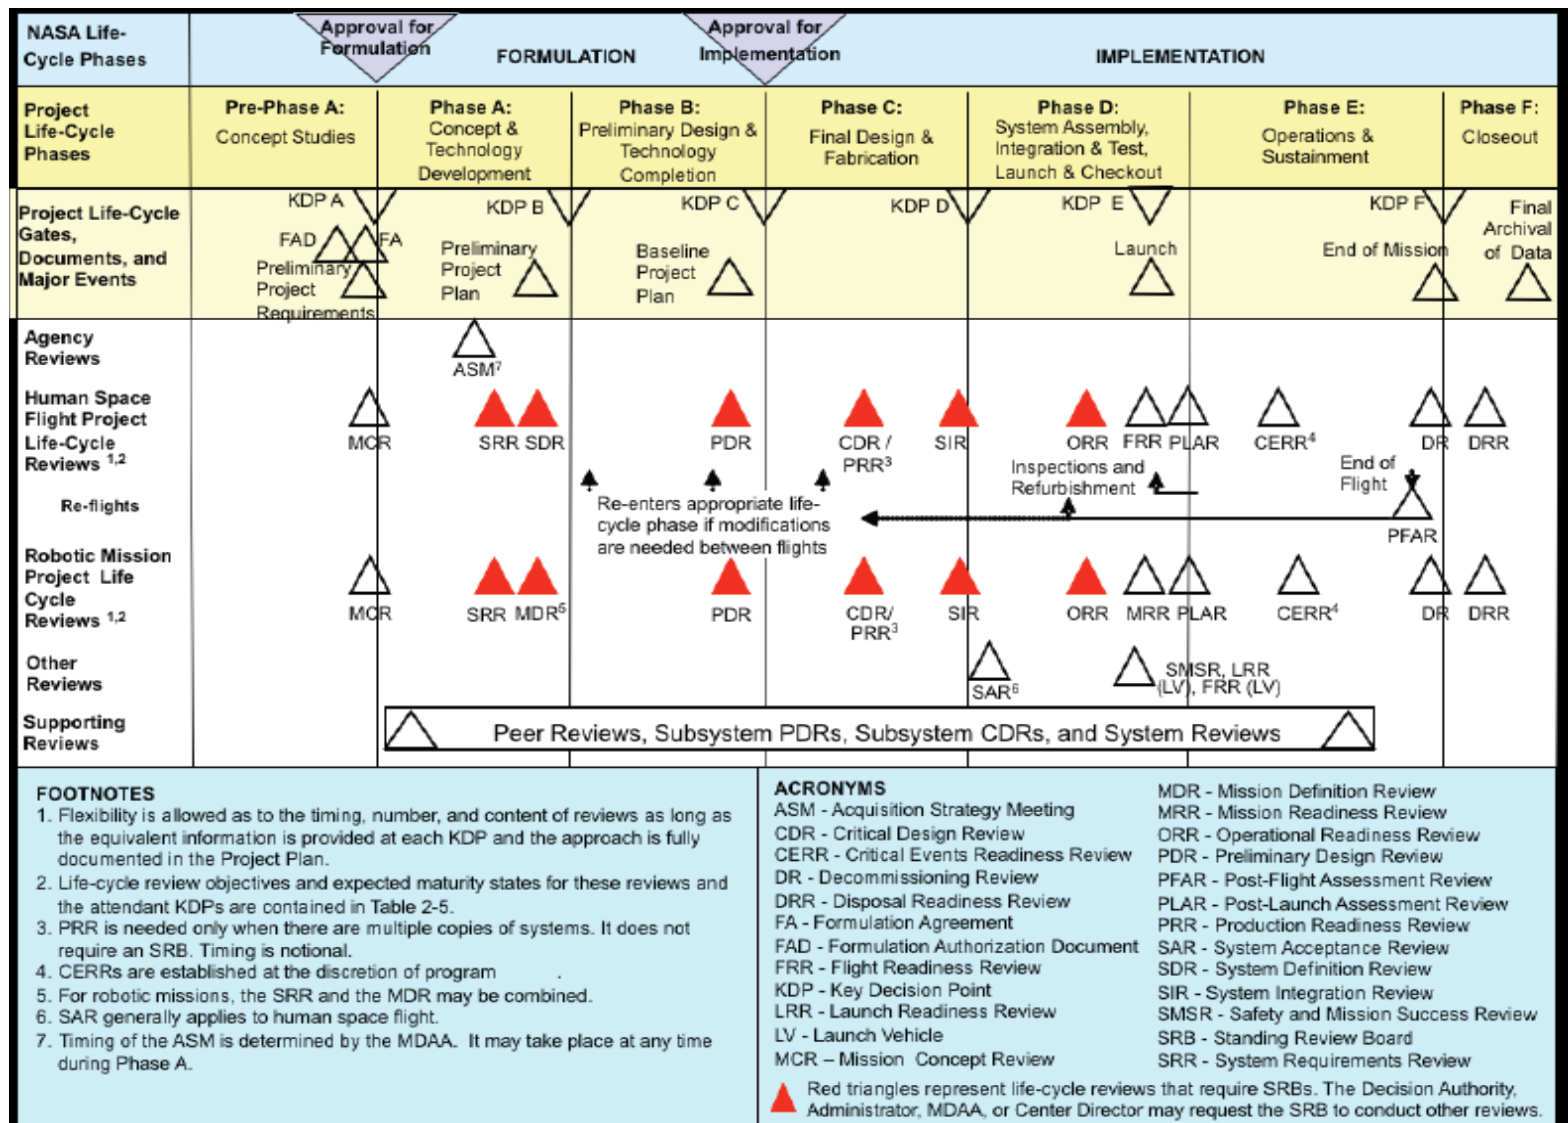 NASA Life-
Cycle Phases
Approval for
Formulation
FORMULATION
Approval for
Implementation
IMPLEMENTATION
Project
Life-Cycle
Phases
Pre-Phase A:
Concept Studies
Phase A:
Concept &
Technology
Development
Phase B:
Preliminary Design &
Technology
Completion
Phase C:
Final Design &
Fabrication
Phase D:
System Assembly,
Integration & Test,
Launch & Checkout
Phase E:
Operations &
Sustainment
Phase F:
Closeout
Project Life-Cycle
Gates,
Documents, and
Major Events
KDP A
FAD
FA
Preliminary
Project
Requirements
KDP B
Preliminary
Project
Plan
KDP C
Baseline
Project
Plan
KDP D
KDP E
Launch
KDP F
End of Mission
Final
Archival
of Data
Agency
Reviews
ASM7
Human Space
Flight Project
Life-Cycle
Reviews 1,2
MCR
SRR
SDR
PDR
CDR /
PRR3
SIR
ORR
FRR
PLAR
CERR4
DR
DRR
Re-flights
Re-enters appropriate life-
cycle phase if modifications
are needed between flights
Inspections and
Refurbishment
End of
Flight
PFAR
Robotic Mission
Project Life
Cycle
Reviews 1,2
MCR
SRR
MDR5
PDR
CDR/
PRR3
SIR
ORR
MRR
PLAR
CERR4
DR
DRR
Other
Reviews
SAR6
SMSR, LRR
(LV), FRR (LV)
Supporting
Reviews
Peer Reviews, Subsystem PDRs, Subsystem CDRs, and System Reviews
FOOTNOTES
1. Flexibility is allowed as to the timing, number, and content of reviews as long as
the equivalent information is provided at each KDP and the approach is fully
documented in the Project Plan.
2. Life-cycle review objectives and expected maturity states for these reviews and
the attendant KDPs are contained in Table 2-5.
3. PRR is needed only when there are multiple copies of systems. It does not
require an SRB. Timing is notional.
4. CERRs are established at the discretion of program .
5. For robotic missions, the SRR and the MDR may be combined.
6. SAR generally applies to human space flight.
7. Timing of the ASM is determined by the MDAA. It may take place at any time
during Phase A.
ACRONYMS
ASM - Acquisition Strategy Meeting
CDR - Critical Design Review
CERR - Critical Events Readiness Review
DR - Decommissioning Review
DRR - Disposal Readiness Review
FA - Formulation Agreement
FAD - Formulation Authorization Document
FRR - Flight Readiness Review
KDP - Key Decision Point
LRR - Launch Readiness Review
LV - Launch Vehicle
MCR – Mission Concept Review
MDR - Mission Definition Review
MRR - Mission Readiness Review
ORR - Operational Readiness Review
PDR - Preliminary Design Review
PFAR - Post-Flight Assessment Review
PLAR - Post-Launch Assessment Review
PRR - Production Readiness Review
SAR - System Acceptance Review
SDR - System Definition Review
SIR - System Integration Review
SMSR - Safety and Mission Success Review
SRB - Standing Review Board
SRR - System Requirements Review
Red triangles represent life-cycle reviews that require SRBs. The Decision Authority,
Administrator, MDAA, or Center Director may request the SRB to conduct other reviews.